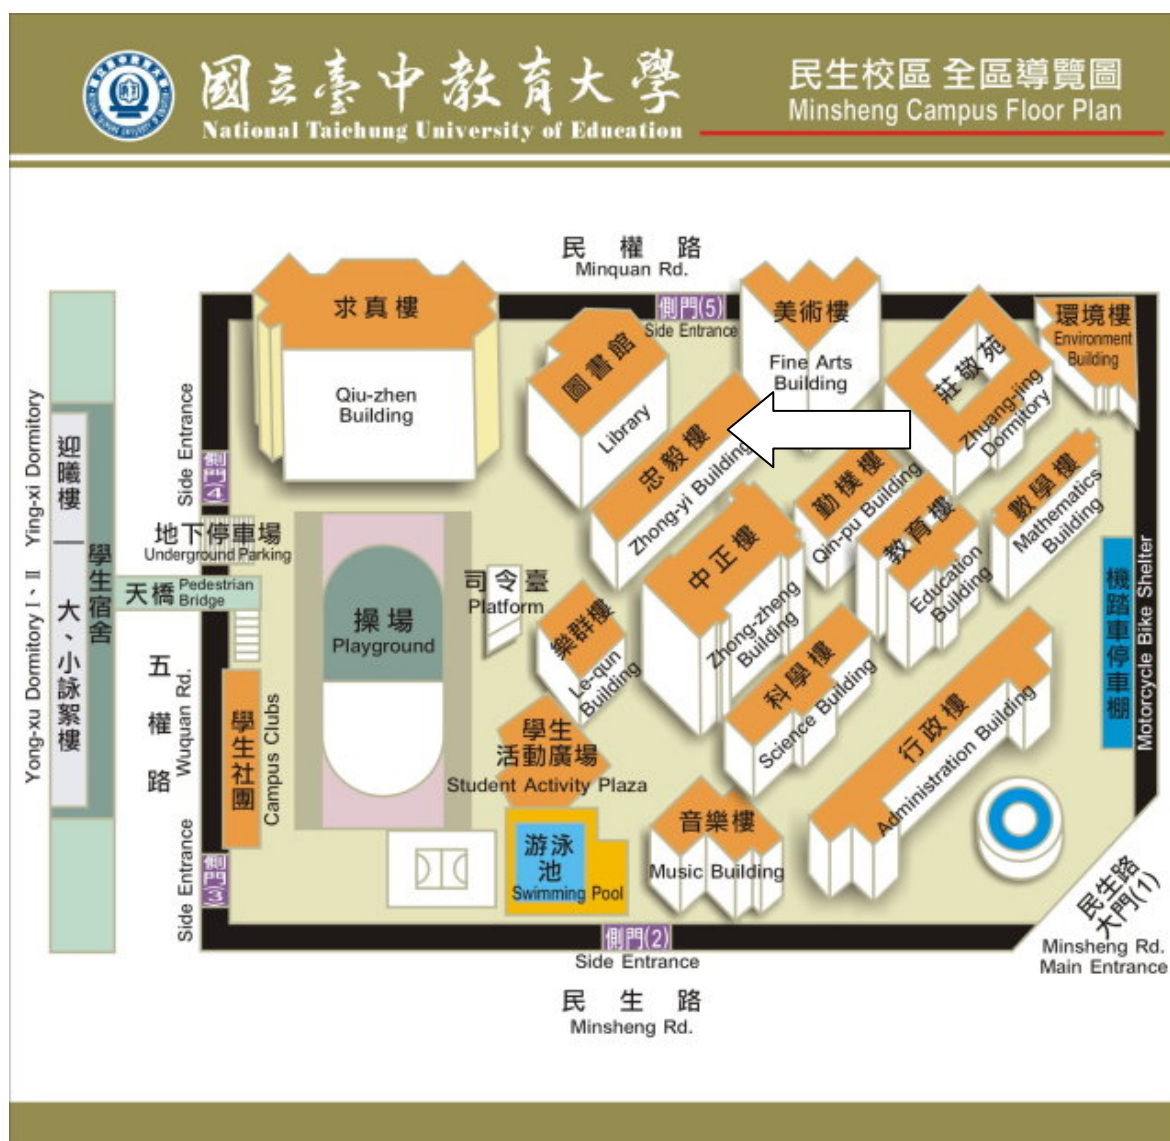 國立臺中教育大學
National Taichung University of Education
民生校區 全區導覽圖
Minsheng Campus Floor Plan
民權路
Minquan Rd.
側門(5)
Side Entrance
求真樓
Qiu-zhen
Building
圖書館
Library
美術樓
Fine Arts
Building
莊敬苑
Zhuang-jing
Dormitory
環境樓
Environment
Building
忠毅樓
Zhong-yi Building
勤樸樓
Qin-pu Building
教育樓
Education
Building
數學樓
Mathematics
Building
機踏車停車棚
Motorcycle Bike Shelter
Ying-xi Dormitory
迎曦樓
Yong-xu Dormitory I、II
大、小詠絮樓
學生宿舍
Side Entrance
側門(4)
地下停車場
Underground Parking
天橋
Pedestrian
Bridge
五權路
Wuquan Rd.
學生社團
Campus Clubs
操場
Playground
司令臺
Platform
樂群樓
Le-qun
Building
中正樓
Zhong-zheng
Building
科學樓
Science Building
行政樓
Administration Building
學生
活動廣場
Student Activity Plaza
游泳
池
Swimming Pool
音樂樓
Music Building
Side Entrance
側門(3)
側門(2)
Side Entrance
民生路
大門(1)
Minsheng Rd.
Main Entrance
民生路
Minsheng Rd.